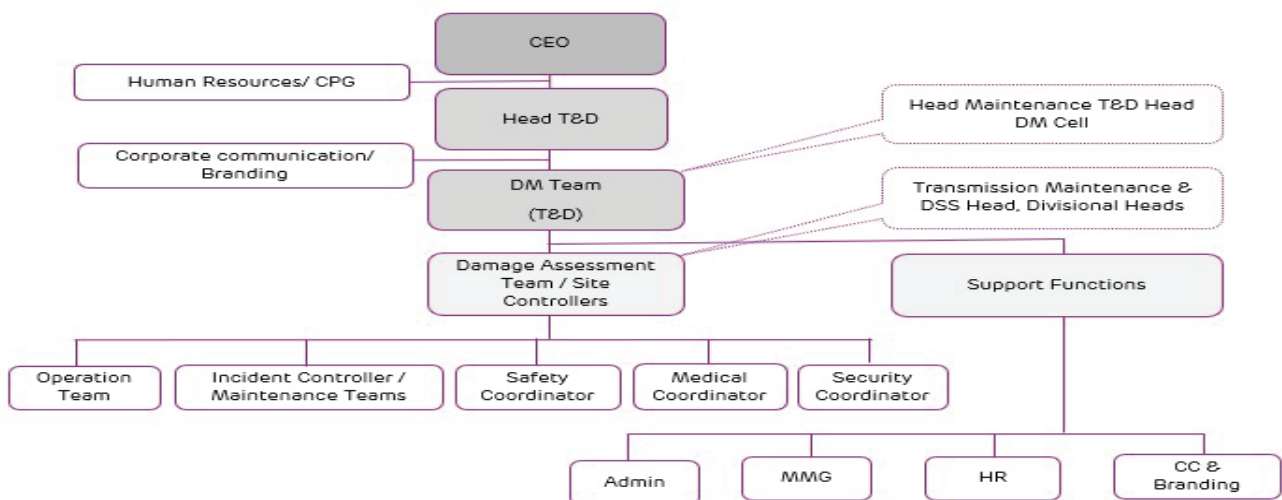 CEO
Human Resources/ CPG
Head T&D
Head Maintenance T&D Head
DM Cell
Corporate communication/
Branding
DM Team
(T&D)
Transmission Maintenance &
DSS Head, Divisional Heads
Damage Assessment
Team / Site
Controllers
Support Functions
Operation
Team
Incident Controller /
Maintenance Teams
Safety
Coordinator
Medical
Coordinator
Security
Coordinator
Admin
MMG
HR
CC &
Branding